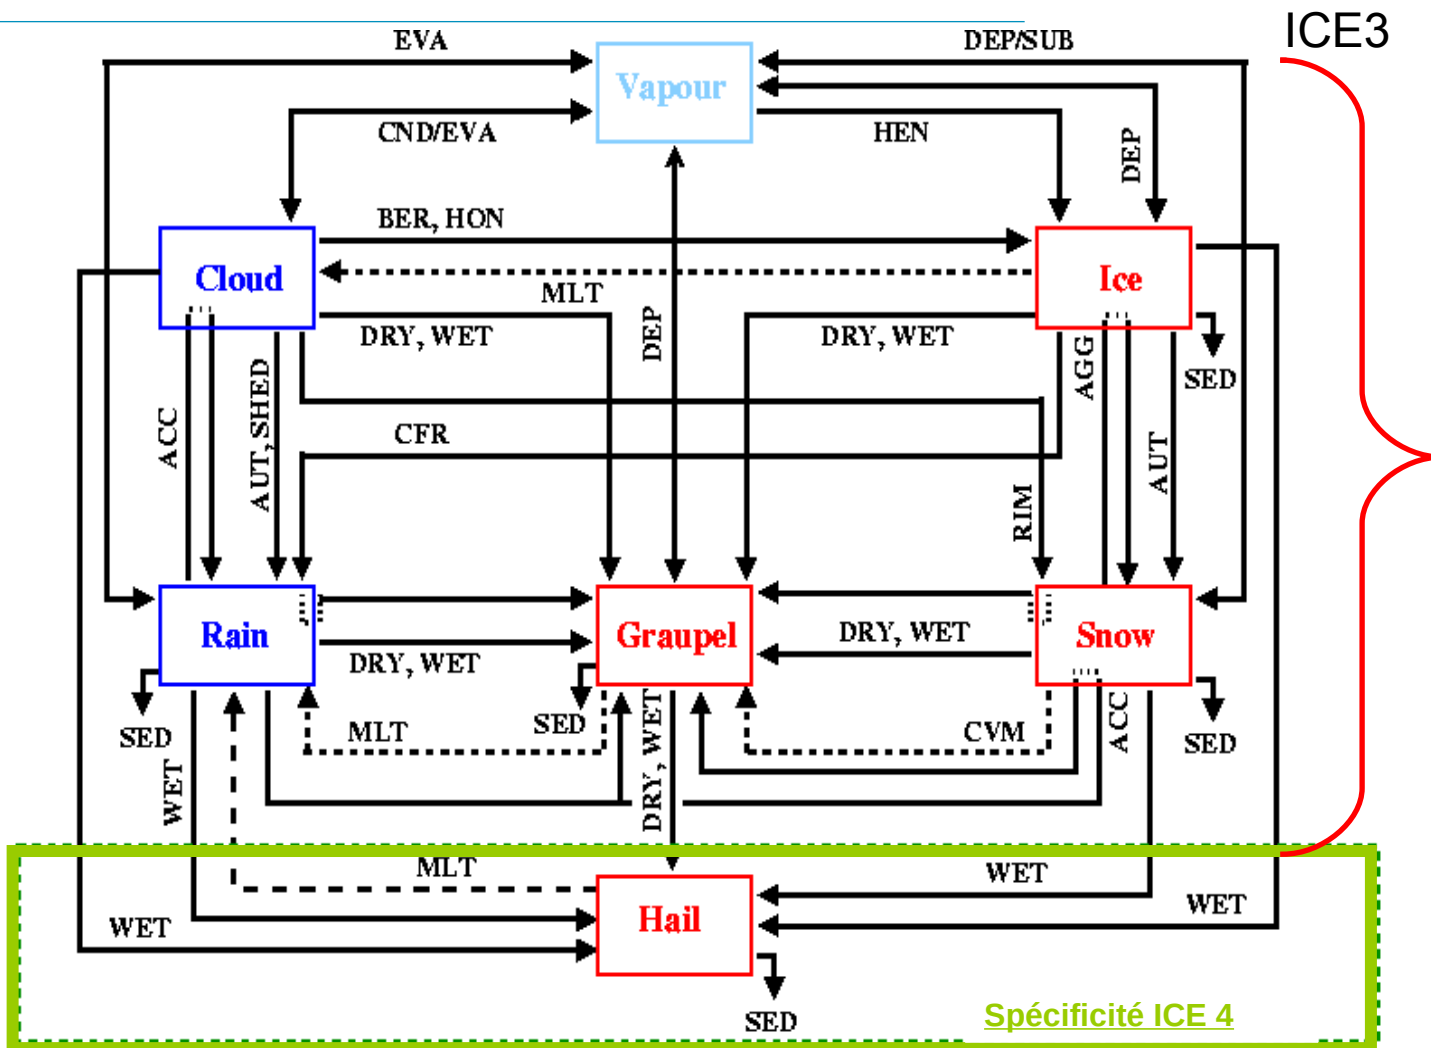 ICE3
EVA
DEP/SUB
Vapour
CND/EVA
HEN
DEP
BER, HON
Cloud
Ice
MLT
DRY, WET
DEP
DRY, WET
AGG
SED
ACC
AUT, SHED
CFR
AUT
RIM
Rain
Graupel
Snow
DRY, WET
DRY, WET
SED
MLT
SED
DRY, WET
CVM
ACC
SED
WET
MLT
WET
WET
Hail
WET
SED
Spécificité ICE 4